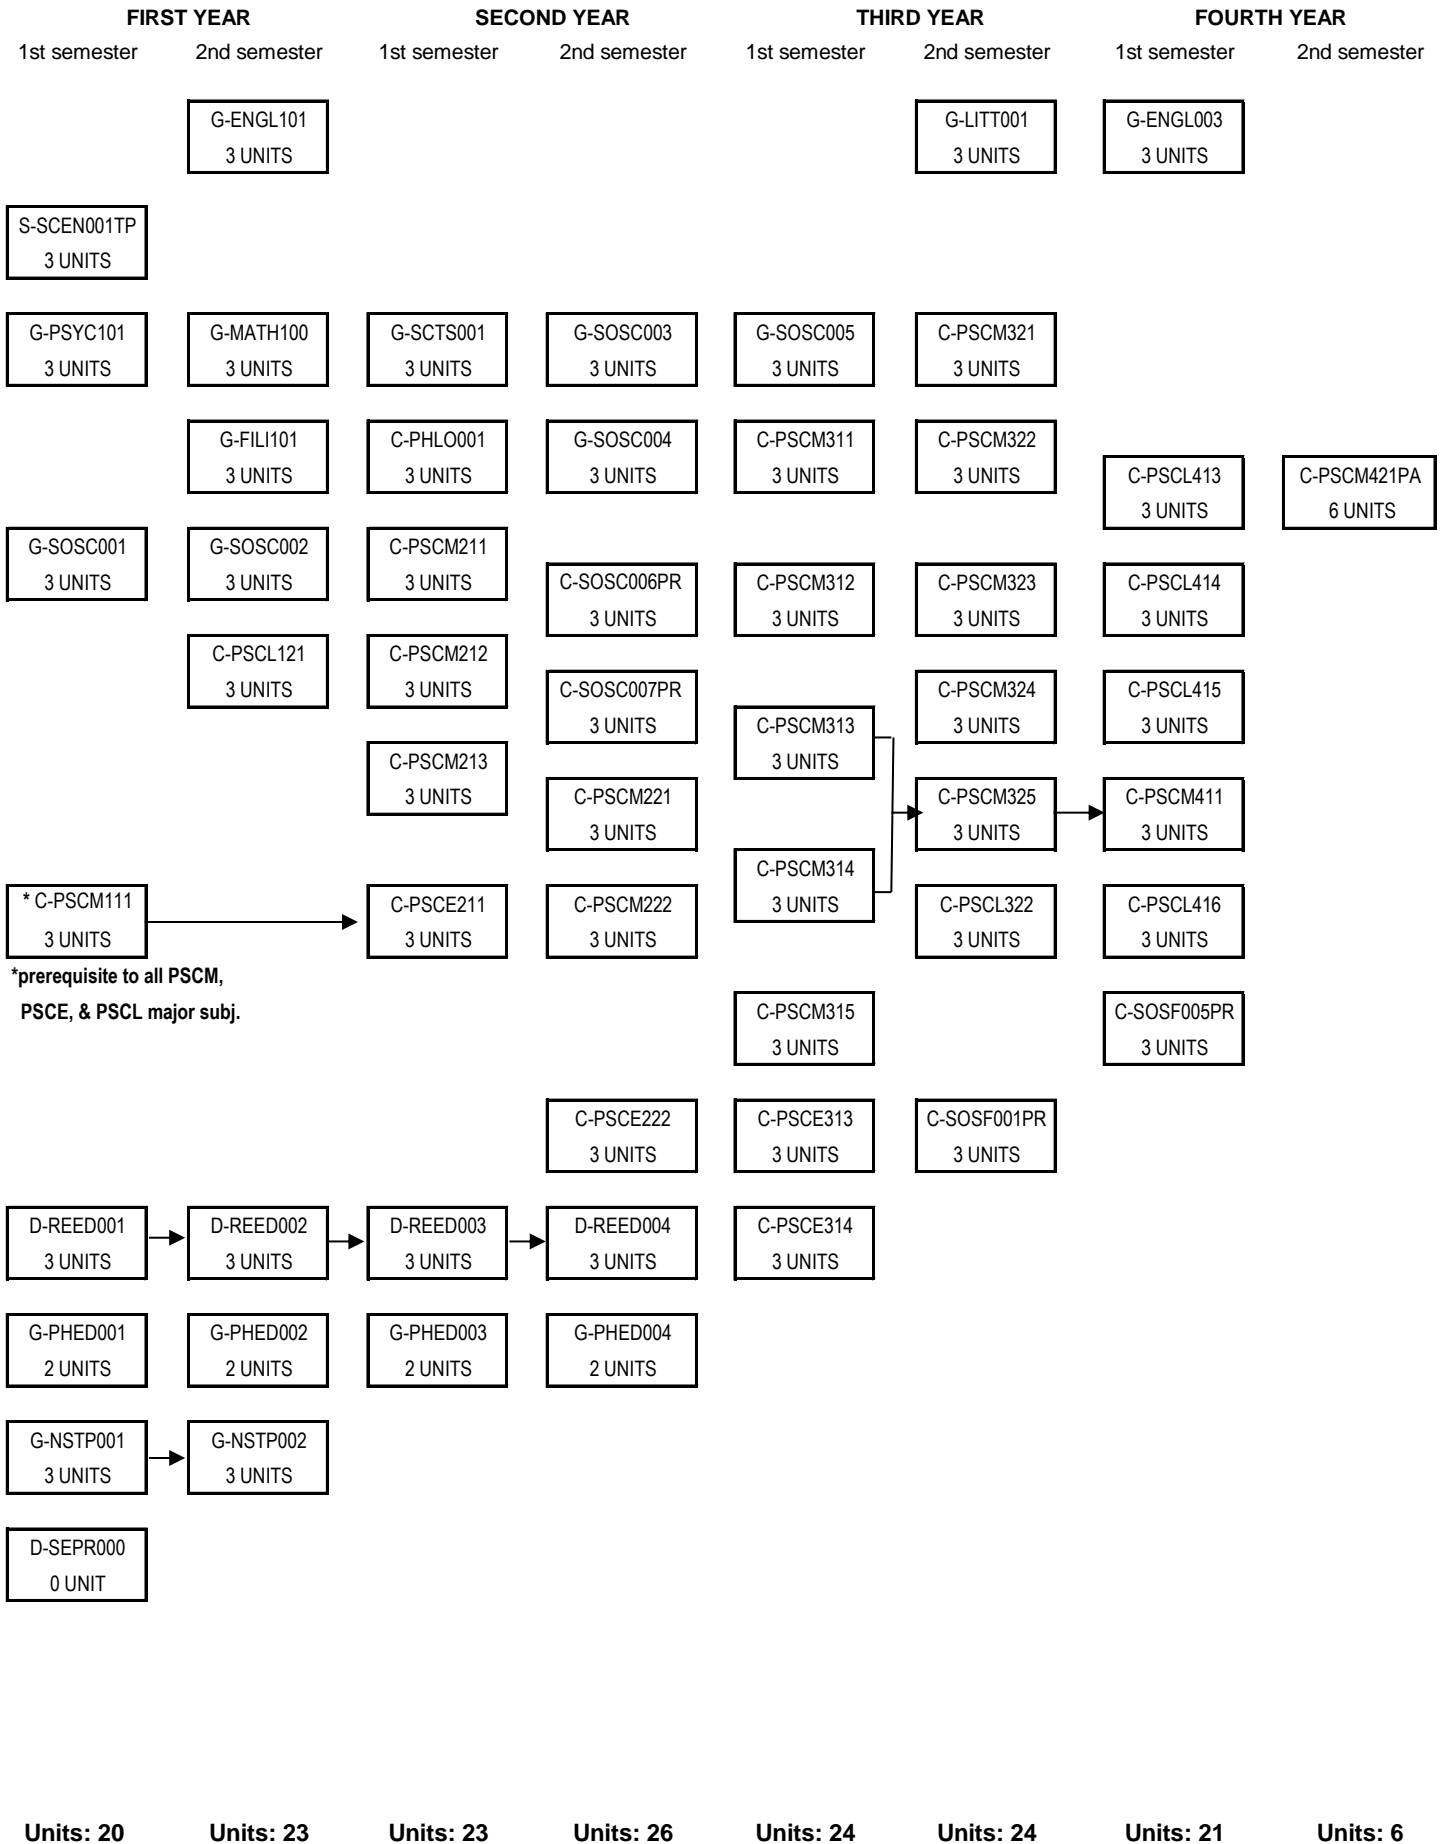 FIRST YEAR SECOND YEAR THIRD YEAR FOURTH YEAR
1st semester 2nd semester 1st semester 2nd semester 1st semester 2nd semester 1st semester 2nd semester
G-ENGL101 G-LITT001 G-ENGL003
3 UNITS 3 UNITS 3 UNITS
S-SCEN001TP
3 UNITS
G-PSYC101 G-MATH100 G-SCTS001 G-SOSC003 G-SOSC005 C-PSCM321
3 UNITS 3 UNITS 3 UNITS 3 UNITS 3 UNITS 3 UNITS
G-FILI101 C-PHLO001 G-SOSC004 C-PSCM311 C-PSCM322
3 UNITS 3 UNITS 3 UNITS 3 UNITS 3 UNITS C-PSCL413 C-PSCM421PA
3 UNITS 6 UNITS
G-SOSC001 G-SOSC002 C-PSCM211
3 UNITS 3 UNITS 3 UNITS C-SOSC006PR C-PSCM312 C-PSCM323 C-PSCL414
3 UNITS 3 UNITS 3 UNITS 3 UNITS
C-PSCL121 C-PSCM212
3 UNITS 3 UNITS C-SOSC007PR C-PSCM324 C-PSCL415
3 UNITS C-PSCM313 3 UNITS 3 UNITS
C-PSCM213 3 UNITS
3 UNITS C-PSCM221 C-PSCM325 C-PSCM411
3 UNITS 3 UNITS 3 UNITS
C-PSCM314
* C-PSCM111 C-PSCE211 C-PSCM222 3 UNITS C-PSCL322 C-PSCL416
3 UNITS 3 UNITS 3 UNITS 3 UNITS 3 UNITS
*prerequisite to all PSCM,
PSCE, & PSCL major subj. C-PSCM315 C-SOSF005PR
3 UNITS 3 UNITS
C-PSCE222 C-PSCE313 C-SOSF001PR
3 UNITS 3 UNITS 3 UNITS
D-REED001 D-REED002 D-REED003 D-REED004 C-PSCE314
3 UNITS 3 UNITS 3 UNITS 3 UNITS 3 UNITS
G-PHED001 G-PHED002 G-PHED003 G-PHED004
2 UNITS 2 UNITS 2 UNITS 2 UNITS
G-NSTP001 G-NSTP002
3 UNITS 3 UNITS
D-SEPR000
0 UNIT
Units: 20 Units: 23 Units: 23 Units: 26 Units: 24 Units: 24 Units: 21 Units: 6